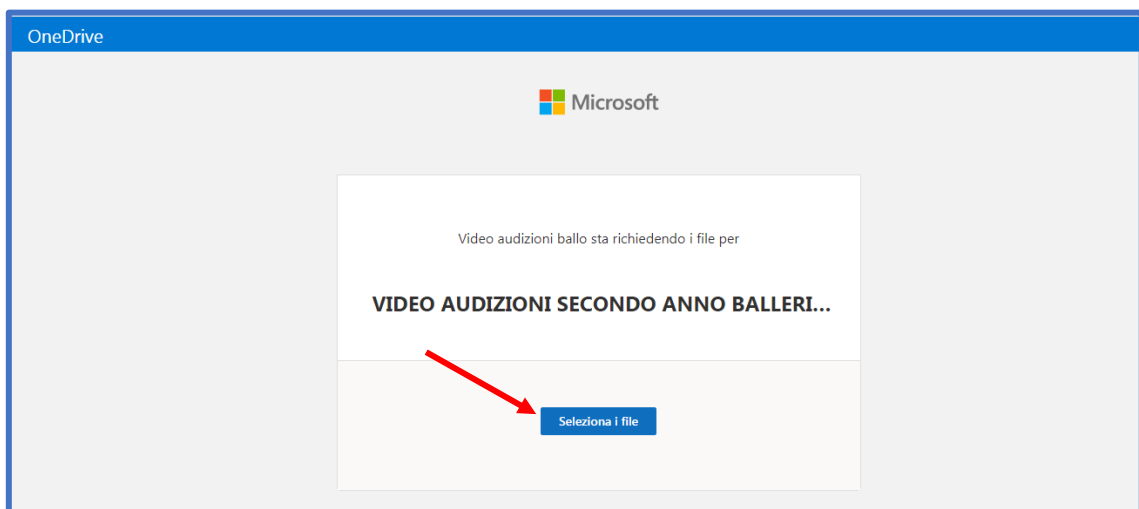 OneDrive
Microsoft
Video audizioni ballo sta richiedendo i file per
VIDEO AUDIZIONI SECONDO ANNO BALLERI...
Seleziona i file